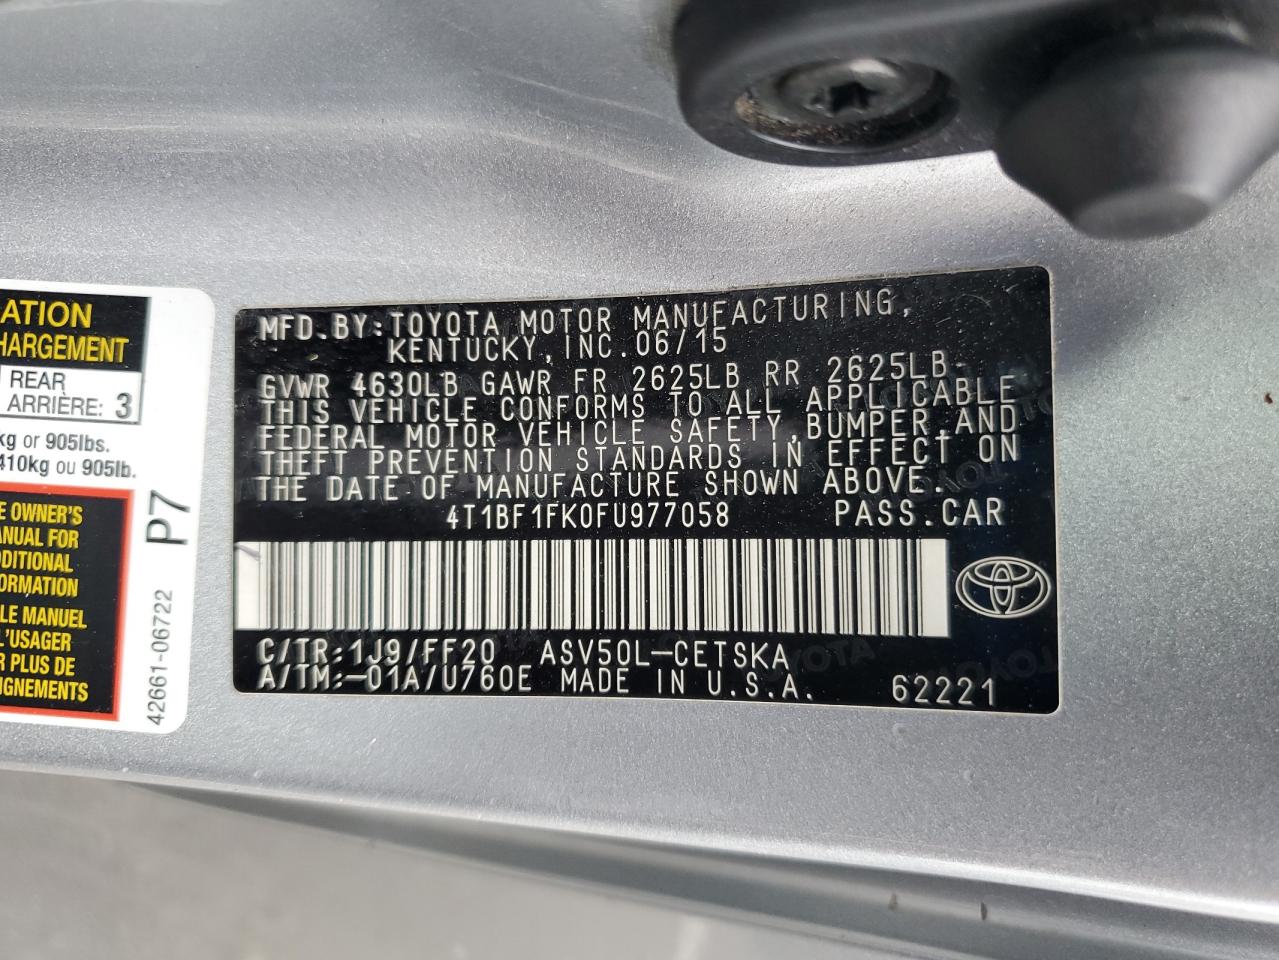 ATION
HARGEMENT
REAR
ARRIÈRE: 3
kg or 905lbs.
410kg ou 905lb.
E OWNER'S
ANUAL FOR
DDITIONAL
FORMATION
LE MANUEL
L'USAGER
R PLUS DE
IGNEMENTS
P7
42661-06722
MFD.BY:TOYOTA MOTOR MANUFACTURING,
KENTUCKY,INC.06/15
GVWR 4630LB GAWR FR 2625LB RR 2625LB
THIS VEHICLE CONFORMS TO ALL APPLICABLE
FEDERAL MOTOR VEHICLE SAFETY,BUMPER,AND
THEFT PREVENTION STANDARDS IN EFFECT ON
THE DATE OF MANUFACTURE SHOWN ABOVE.
4T1BF1FK0FU977058 PASS.CAR
C/TR:1J9/FF20 ASV50L-CETSKA
A/TM:-01A/U760E MADE IN U.S.A. 62221